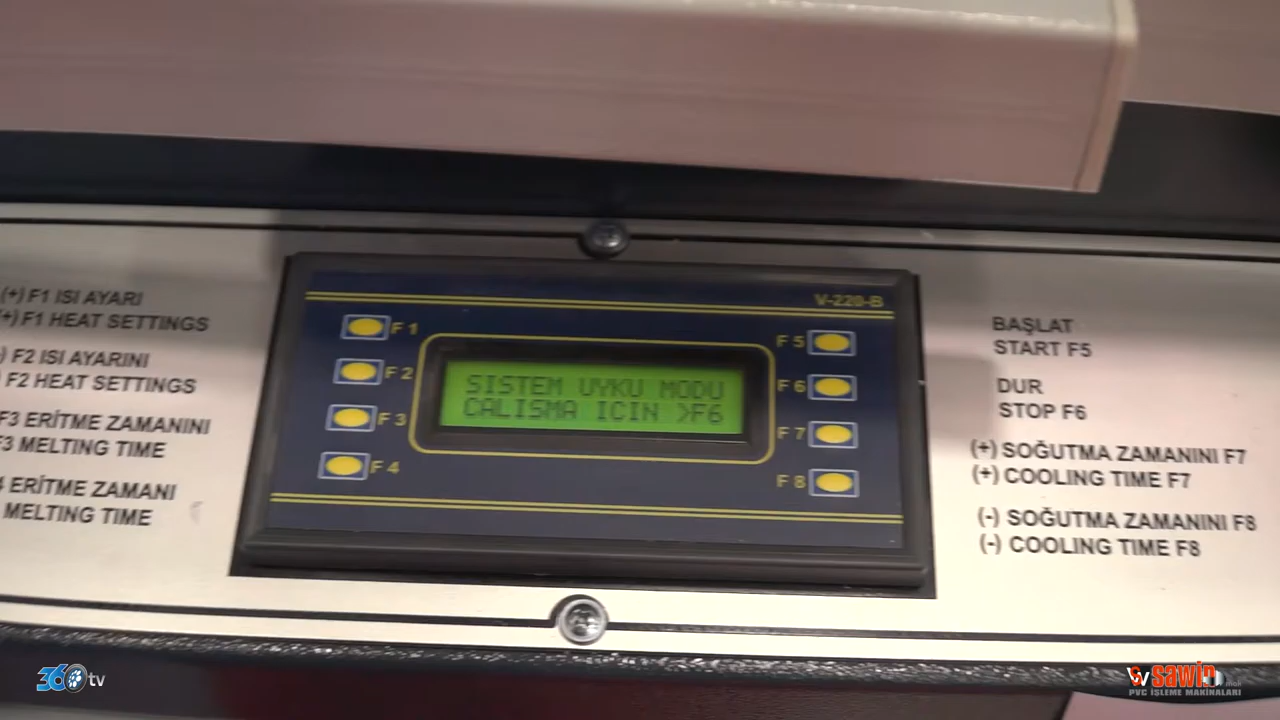 (+) F1 ISI AYARI
(+) F1 HEAT SETTINGS
) F2 ISI AYARINI
F2 HEAT SETTINGS
F3 ERİTME ZAMANINI
F3 MELTING TIME
4 ERİTME ZAMANI
MELTING TIME
V-220-B
F 1
F 2
F 3
F 4
SISTEM UYKU MODU
CALISMA ICIN >F6
F 5
F 6
F 7
F 8
BAŞLAT
START F5
DUR
STOP F6
(+) SOĞUTMA ZAMANINI F7
(+) COOLING TIME F7
(-) SOĞUTMA ZAMANINI F8
(-) COOLING TIME F8
360 tv
sawin
PVC İŞLEME MAKİNALARI